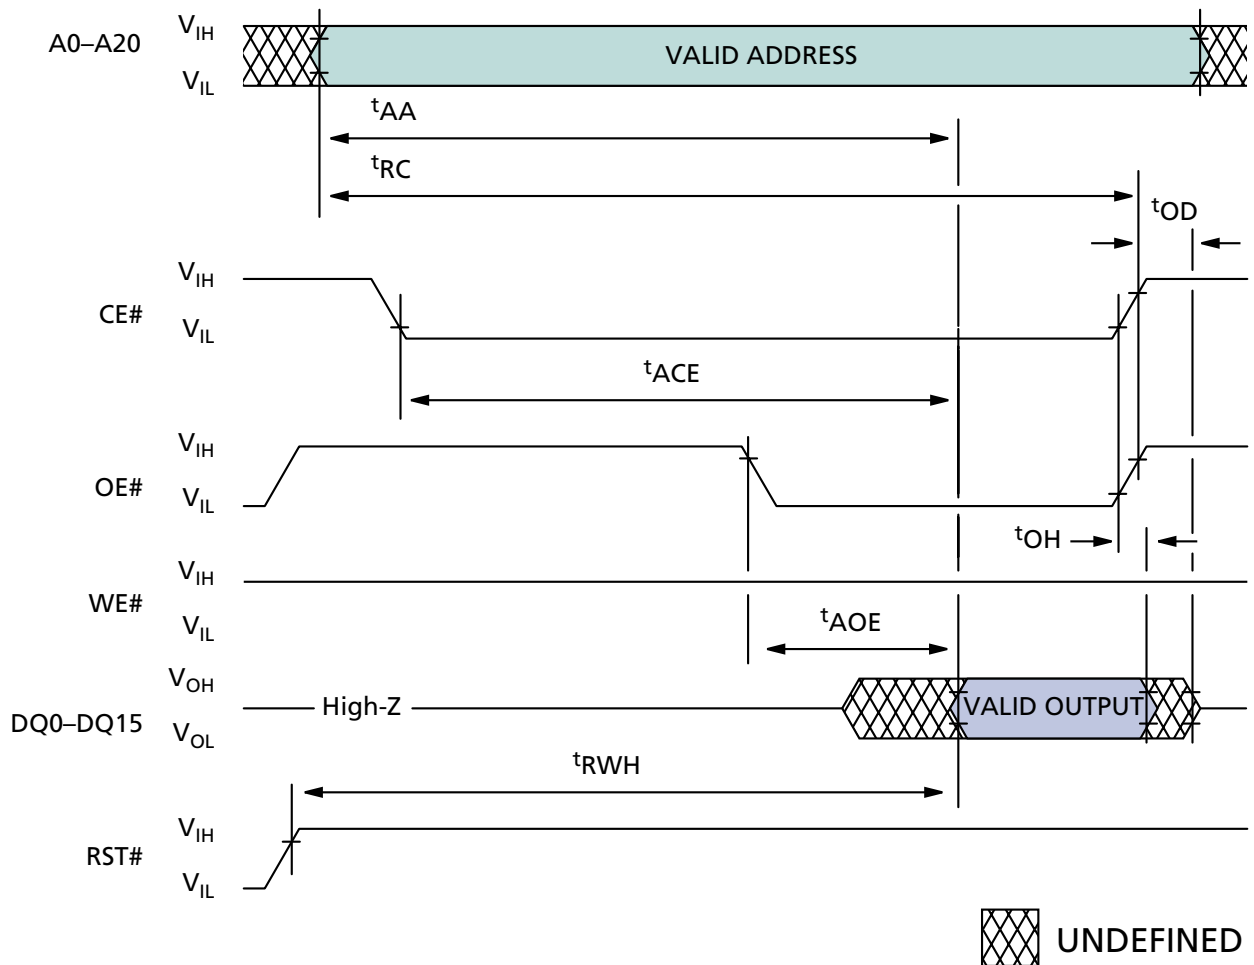 A0–A20
V_IH
V_IL
VALID ADDRESS
tAA
tRC
tOD
CE#
V_IH
V_IL
tACE
OE#
V_IH
V_IL
tOH
WE#
V_IH
V_IL
tAOE
DQ0–DQ15
V_OH
V_OL
High-Z
VALID OUTPUT
tRWH
RST#
V_IH
V_IL
UNDEFINED